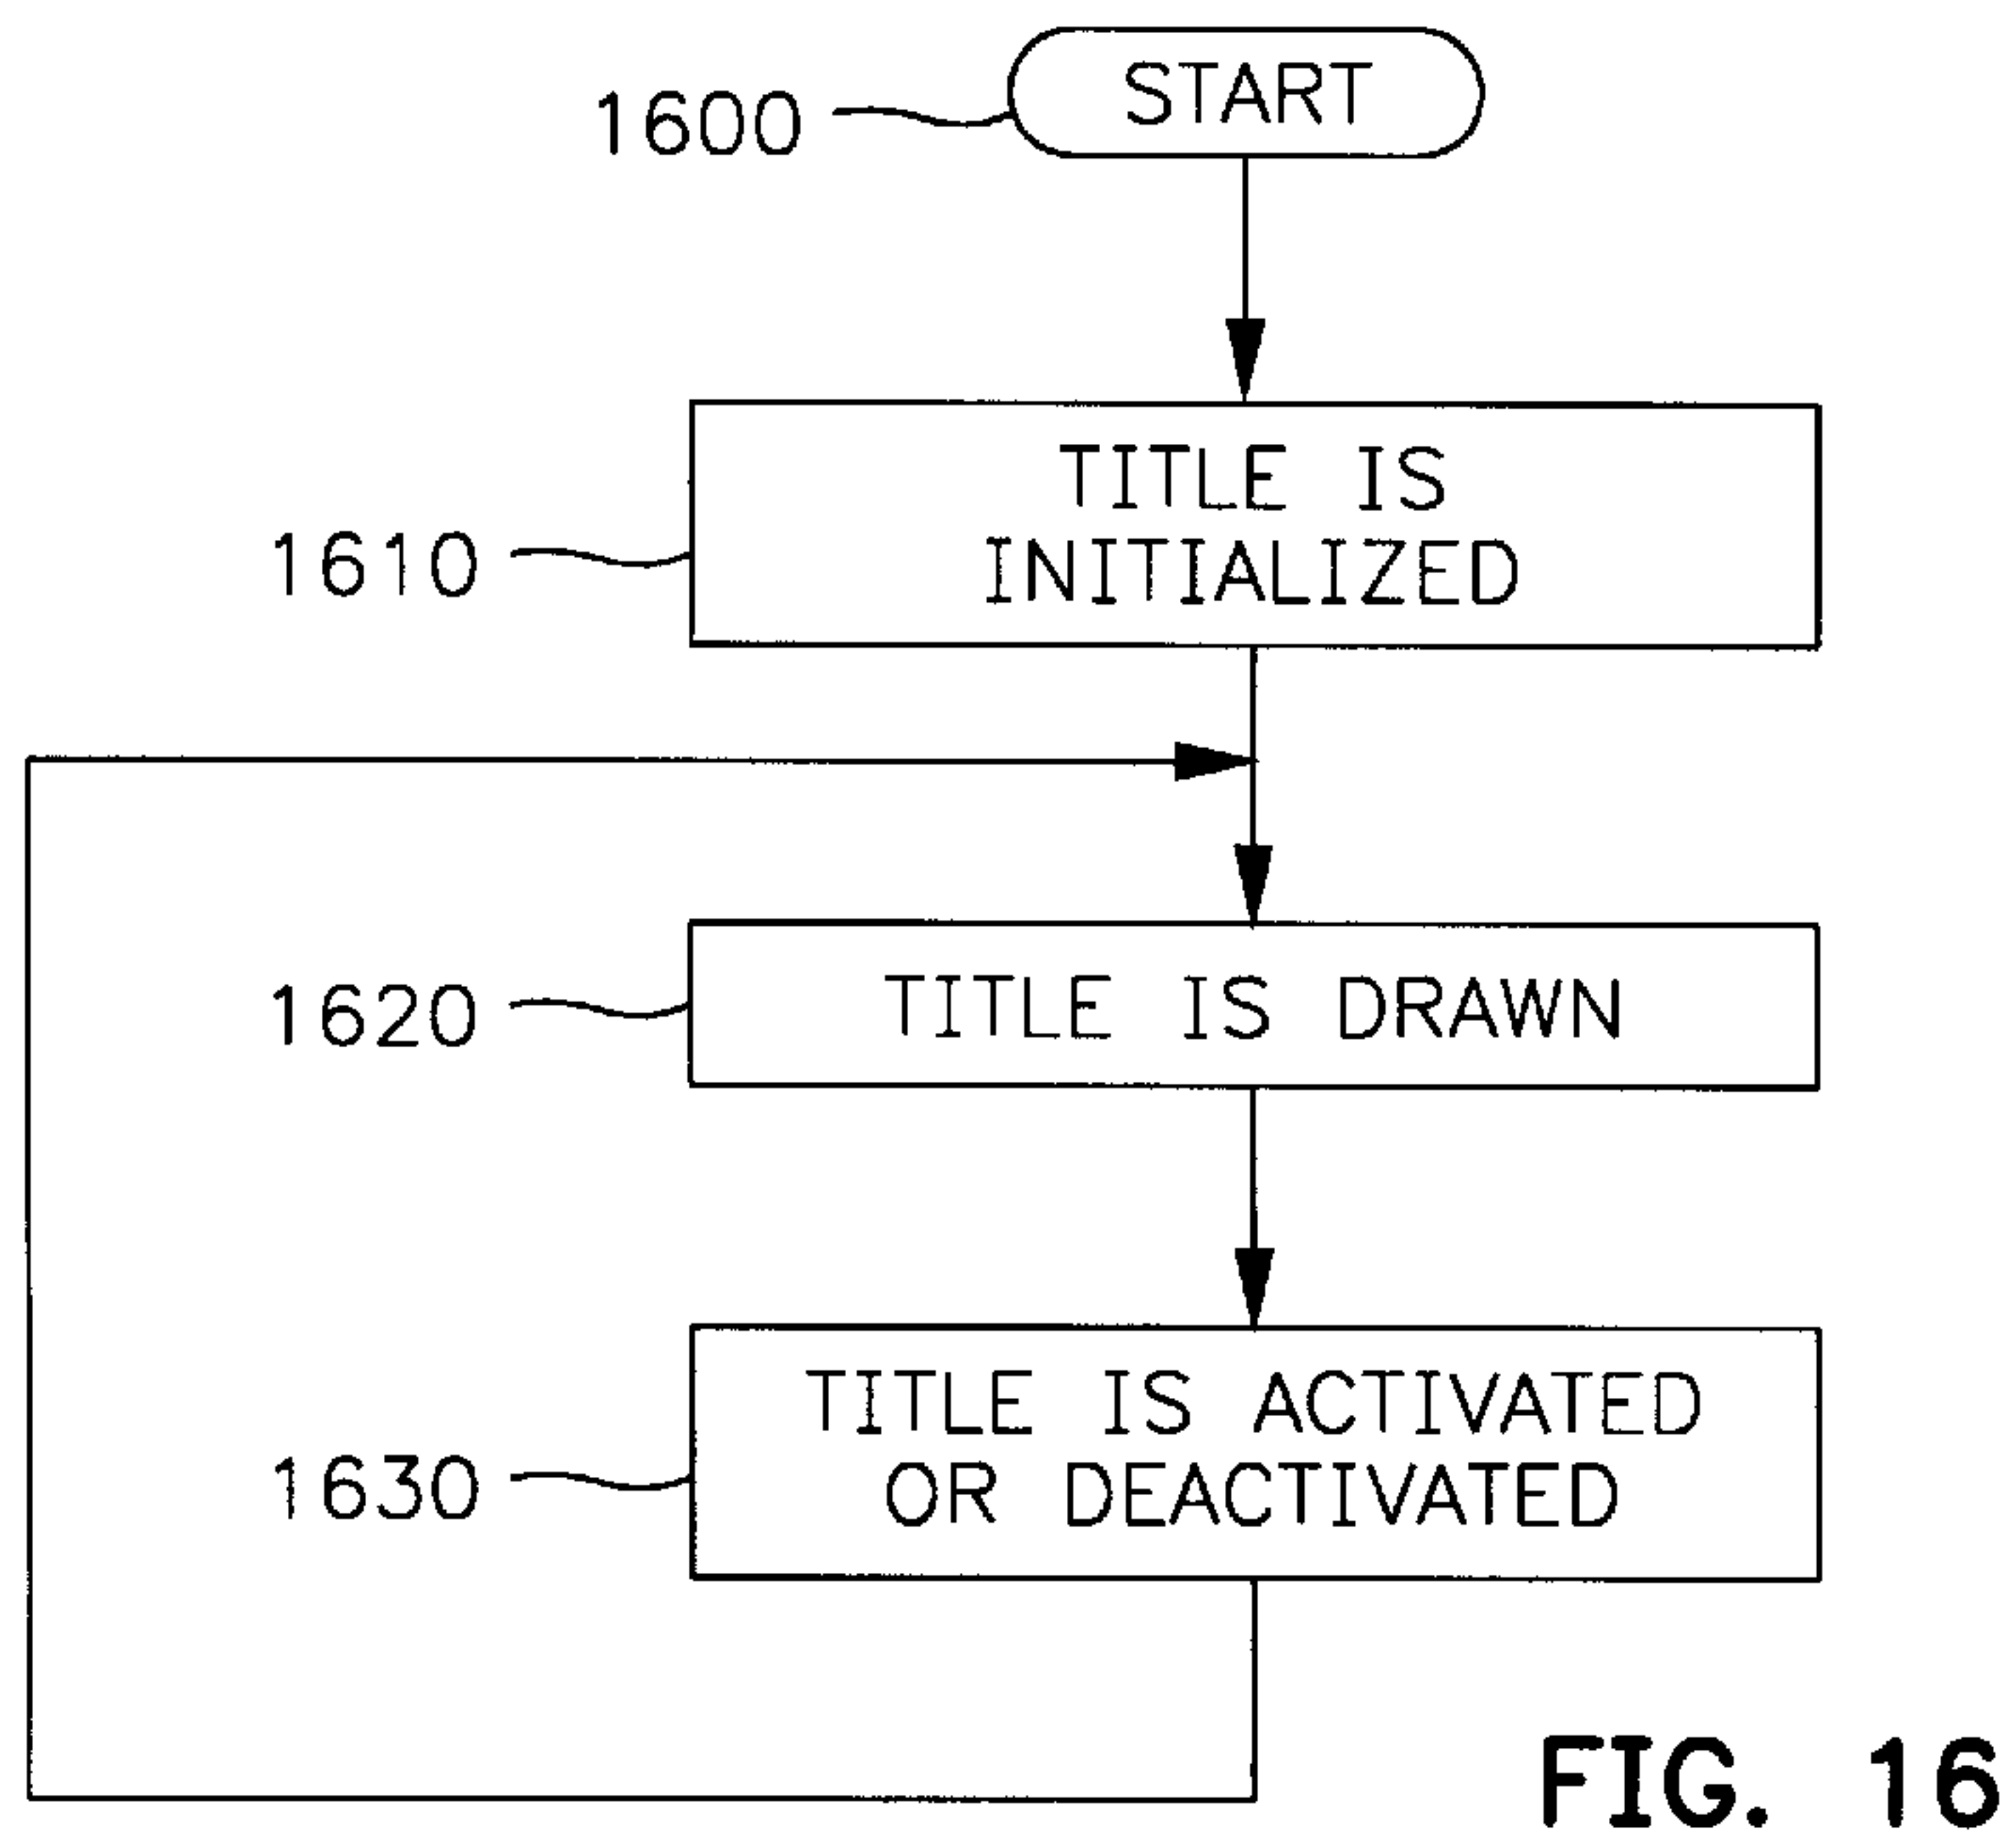 1600
START
1610
TITLE IS
INITIALIZED
1620
TITLE IS DRAWN
1630
TITLE IS ACTIVATED
OR DEACTIVATED
FIG. 16